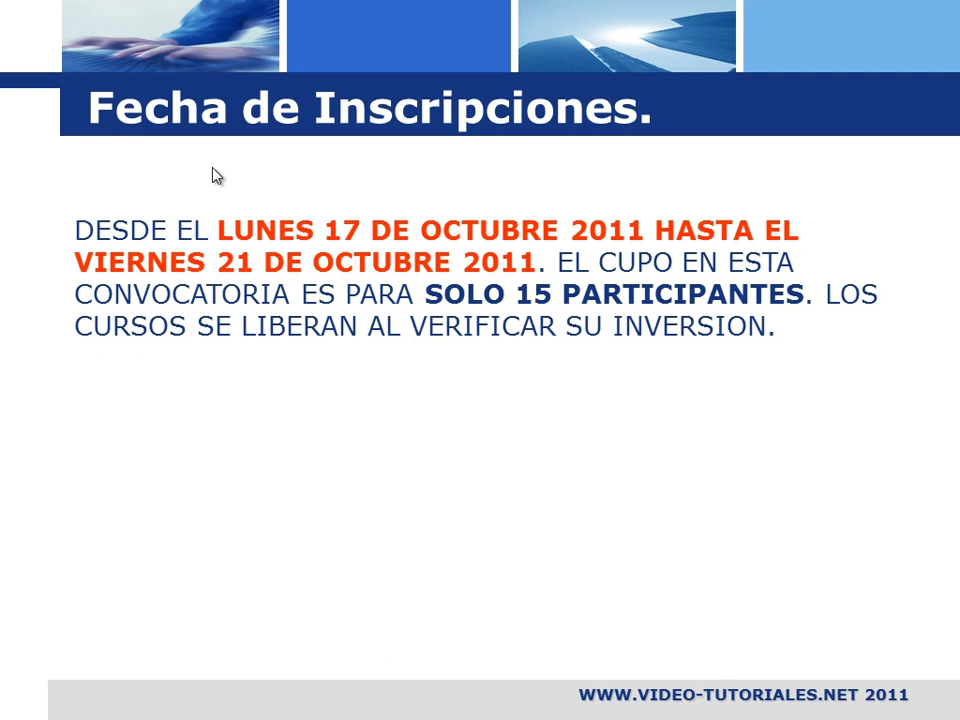 Fecha de Inscripciones.
DESDE EL LUNES 17 DE OCTUBRE 2011 HASTA EL
VIERNES 21 DE OCTUBRE 2011. EL CUPO EN ESTA
CONVOCATORIA ES PARA SOLO 15 PARTICIPANTES. LOS
CURSOS SE LIBERAN AL VERIFICAR SU INVERSION.
WWW.VIDEO-TUTORIALES.NET 2011